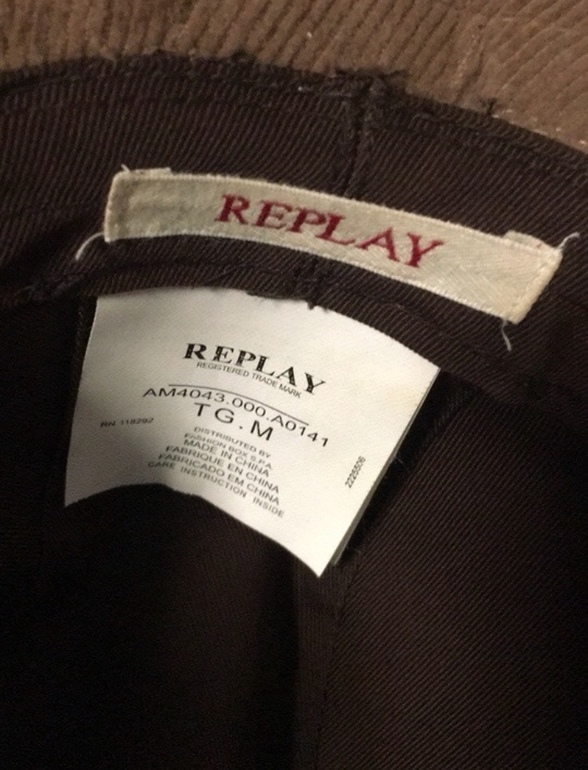 REPLAY
REPLAY
REGISTERED TRADE MARK
AM4043.000.A0141
TG.M
RN 118292
DISTRIBUTED BY
FASHION BOX S.P.A.
MADE IN CHINA
FABRIQUE EN CHINA
FABRICADO EM CHINA
CARE INSTRUCTION INSIDE
2225506